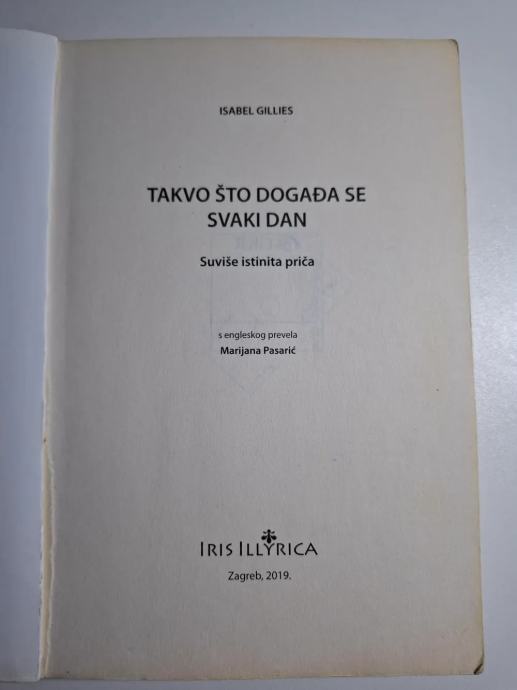 ISABEL GILLIES
TAKVO ŠTO DOGAĐA SE
SVAKI DAN
Suviše istinita priča
s engleskog prevela
Marijana Pasarić
IRIS ILLYRICA
Zagreb, 2019.